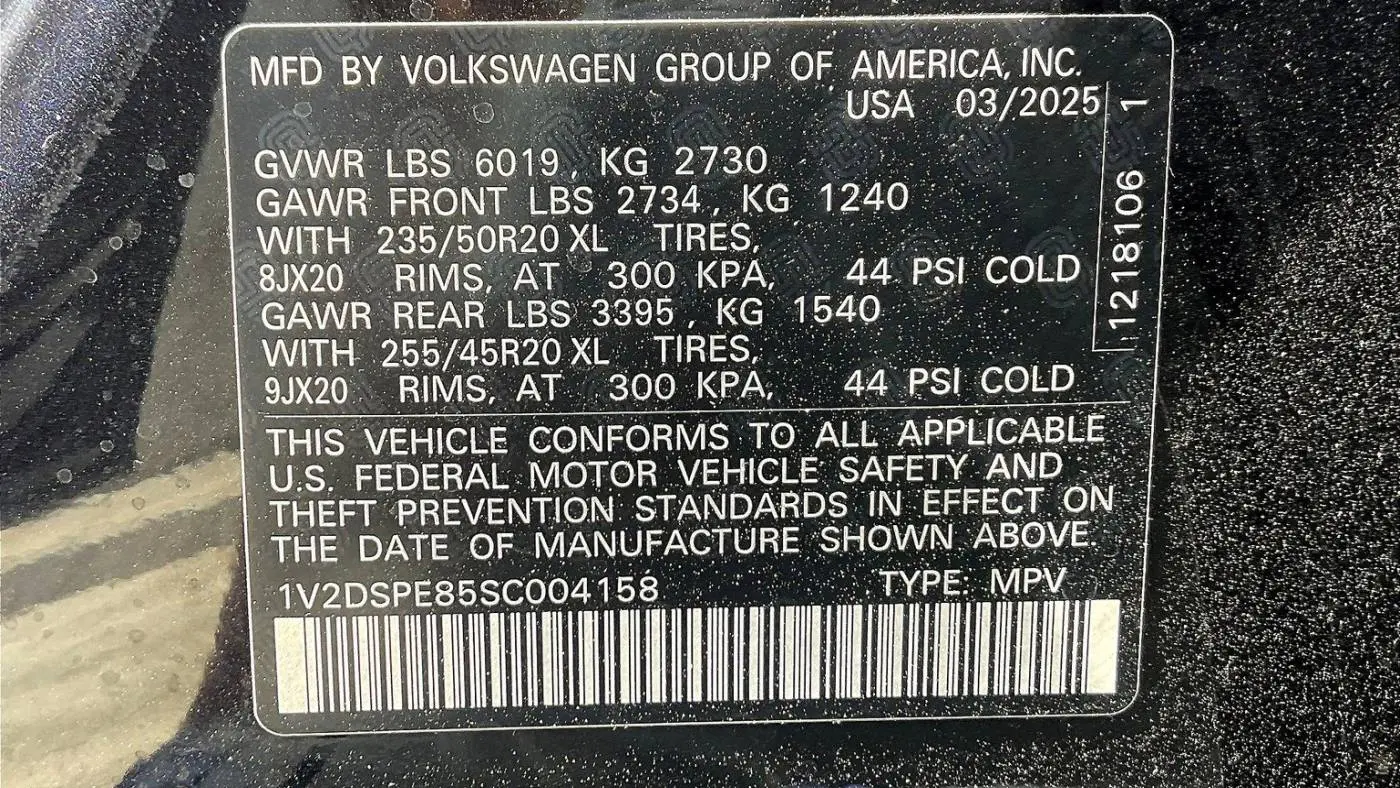 MFD BY VOLKSWAGEN GROUP OF AMERICA, INC.
USA 03/2025
GVWR LBS 6019, KG 2730
GAWR FRONT LBS 2734, KG 1240
WITH 235/50R20 XL TIRES,
8JX20 RIMS, AT 300 KPA, 44 PSI COLD
GAWR REAR LBS 3395, KG 1540
WITH 255/45R20 XL TIRES,
9JX20 RIMS, AT 300 KPA, 44 PSI COLD
THIS VEHICLE CONFORMS TO ALL APPLICABLE
U.S. FEDERAL MOTOR VEHICLE SAFETY AND
THEFT PREVENTION STANDARDS IN EFFECT ON
THE DATE OF MANUFACTURE SHOWN ABOVE.
1V2DSPE85SC004158 TYPE: MPV
1218106 1